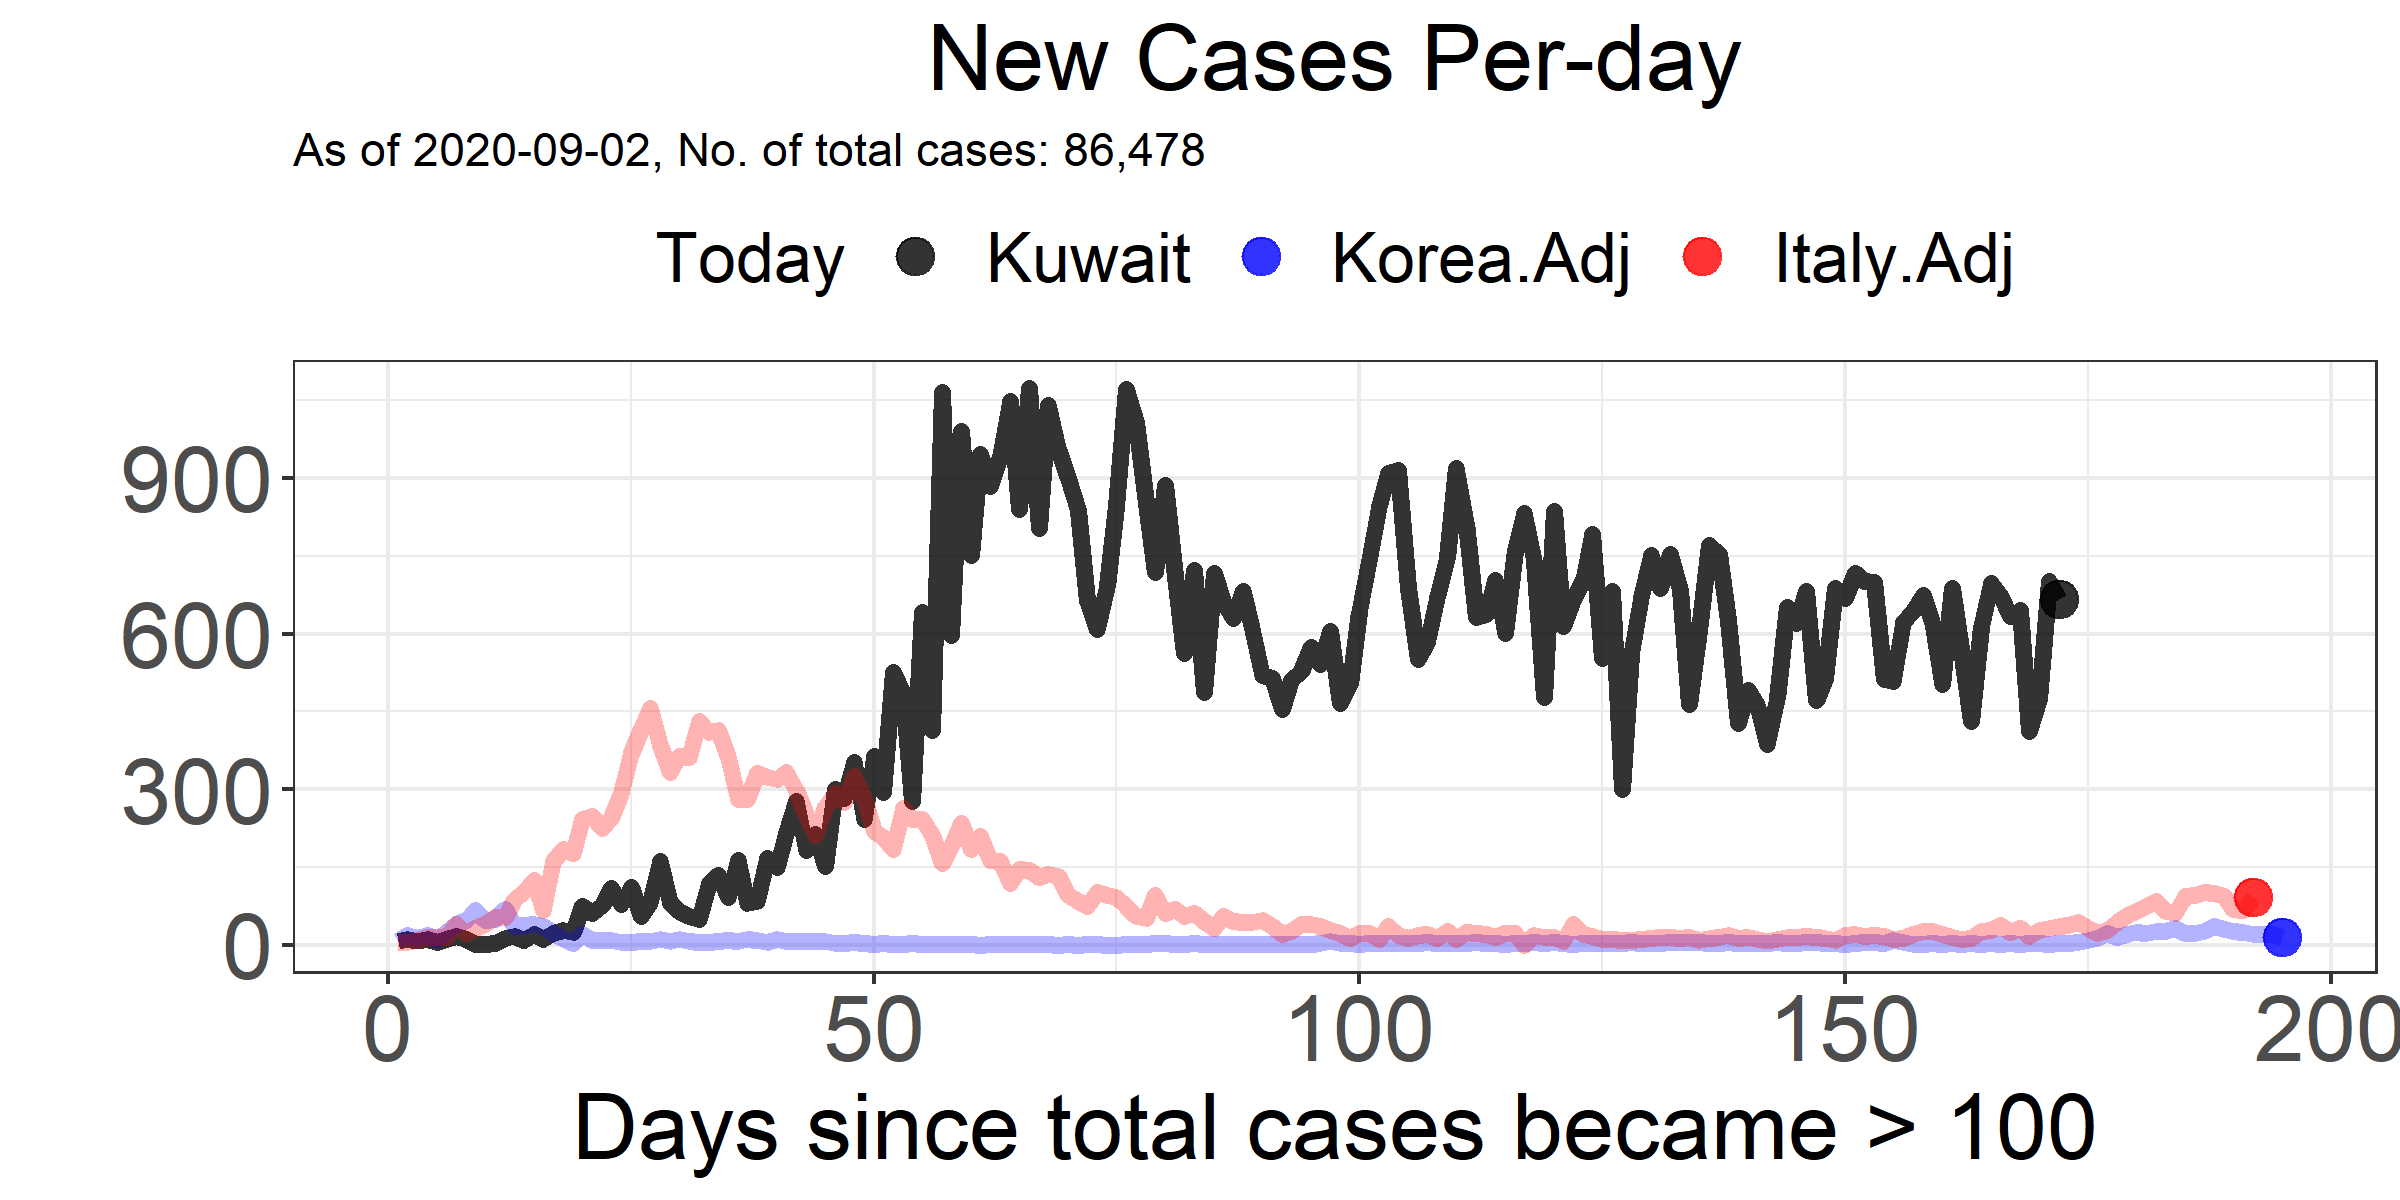 New Cases Per-day
As of 2020-09-02, No. of total cases: 86,478
Today Kuwait Korea.Adj Italy.Adj
900
600
300
0
0 50 100 150 200
Days since total cases became > 100